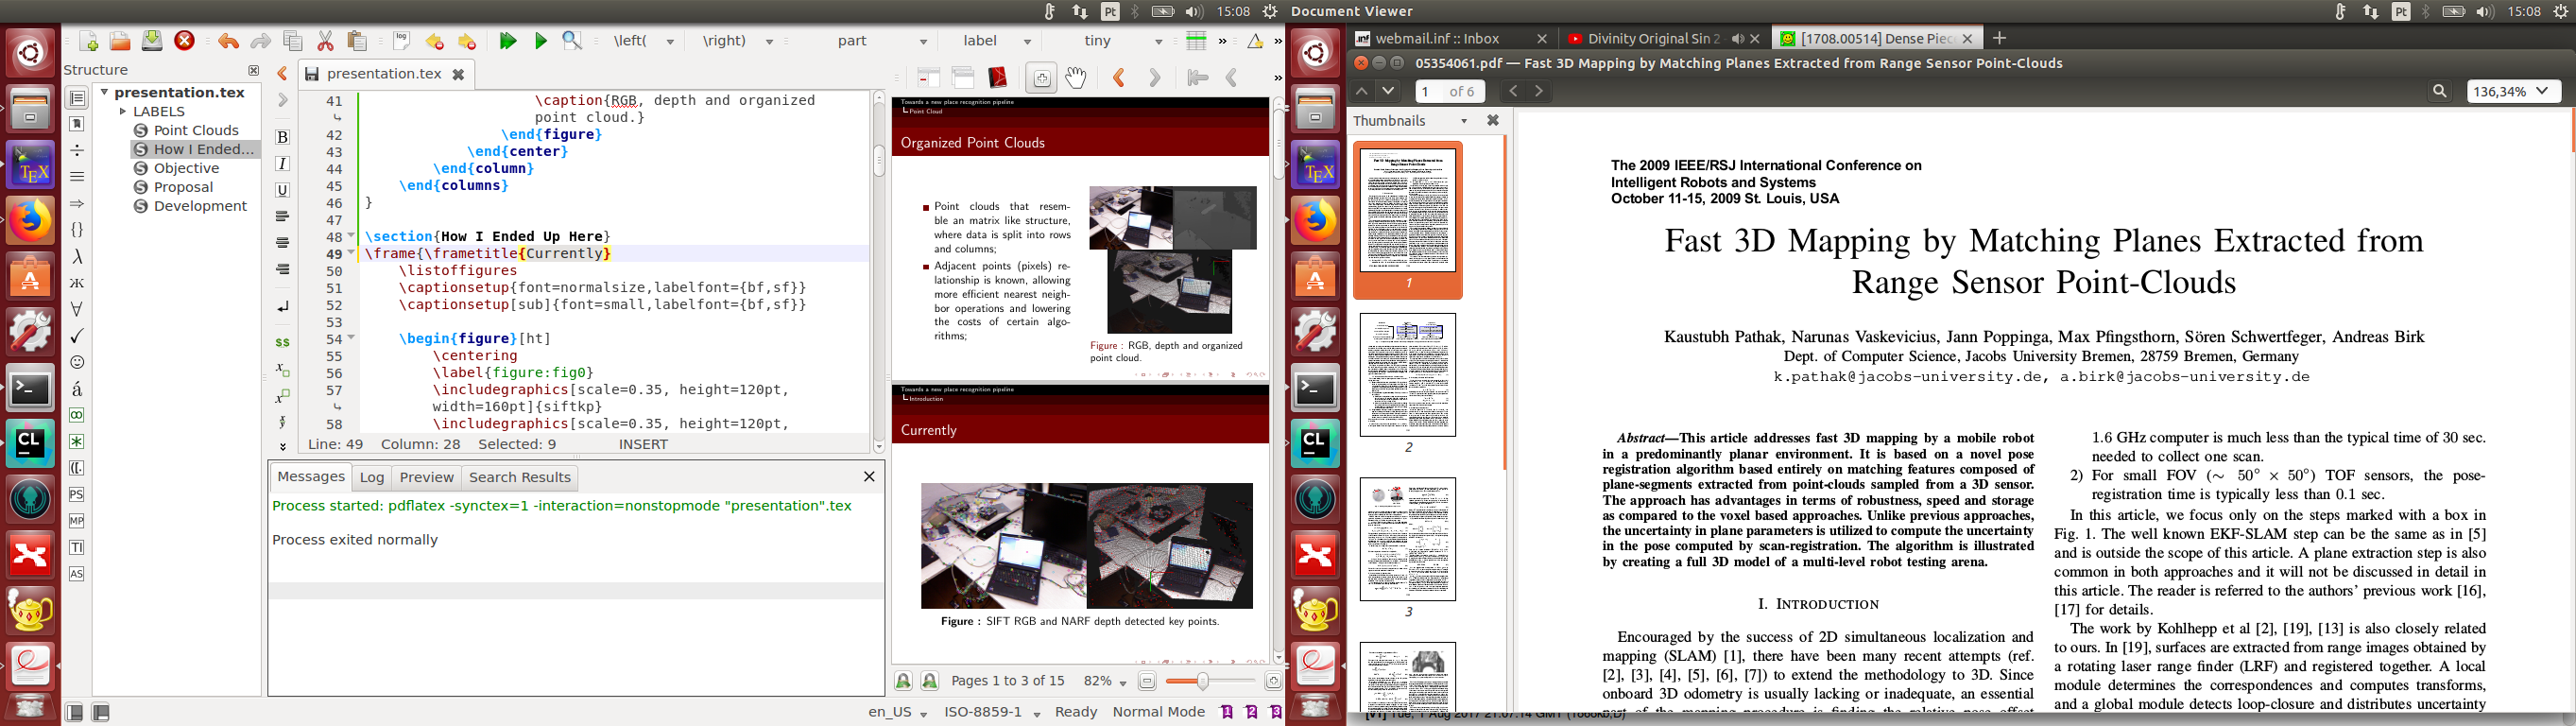 Pt
15:08
Document Viewer
Pt
15:08
\left(
\right)
part
label
tiny
»
»
webmail.inf :: Inbox
Divinity Original Sin 2
[1708.00514] Dense Piec
Structure
presentation.tex
05354061.pdf — Fast 3D Mapping by Matching Planes Extracted from Range Sensor Point-Clouds
1 of 6
136,34%
Thumbnails
1
2
3
presentation.tex
LABELS
Point Clouds
How I Ended...
Objective
Proposal
Development
41 \caption{RGB, depth and organized
point cloud.}
42 \end{figure}
43 \end{center}
44 \end{column}
45 \end{columns}
46 }
47
48 \section{How I Ended Up Here}
49 \frame{\frametitle{Currently}
50 \listoffigures
51 \captionsetup{font=normalsize,labelfont={bf,sf}}
52 \captionsetup[sub]{font=small,labelfont={bf,sf}}
53
54 \begin{figure}[ht]
55 \centering
56 \label{figure:fig0}
57 \includegraphics[scale=0.35, height=120pt,
width=160pt]{siftkp}
58 \includegraphics[scale=0.35, height=120pt,
Line: 49 Column: 28 Selected: 9 INSERT
Messages Log Preview Search Results
Process started: pdflatex -synctex=1 -interaction=nonstopmode "presentation".tex
Process exited normally
Towards a new place recognition pipeline
Point Cloud
Organized Point Clouds
Point clouds that resem-
ble an matrix like structure,
where data is split into rows
and columns;
Adjacent points (pixels) re-
lationship is known, allowing
more efficient nearest neigh-
bor operations and lowering
the costs of certain algo-
rithms;
Figure : RGB, depth and organized
point cloud.
Towards a new place recognition pipeline
Introduction
Currently
Figure : SIFT RGB and NARF depth detected key points.
Pages 1 to 3 of 15 82%
en_US ISO-8859-1 Ready Normal Mode 1 2 3
The 2009 IEEE/RSJ International Conference on
Intelligent Robots and Systems
October 11-15, 2009 St. Louis, USA
Fast 3D Mapping by Matching Planes Extracted from
Range Sensor Point-Clouds
Kaustubh Pathak, Narunas Vaskevicius, Jann Poppinga, Max Pfingsthorn, Sören Schwertfeger, Andreas Birk
Dept. of Computer Science, Jacobs University Bremen, 28759 Bremen, Germany
k.pathak@jacobs-university.de, a.birk@jacobs-university.de
Abstract—This article addresses fast 3D mapping by a mobile robot
in a predominantly planar environment. It is based on a novel pose
registration algorithm based entirely on matching features composed of
plane-segments extracted from point-clouds sampled from a 3D sensor.
The approach has advantages in terms of robustness, speed and storage
as compared to the voxel based approaches. Unlike previous approaches,
the uncertainty in plane parameters is utilized to compute the uncertainty
in the pose computed by scan-registration. The algorithm is illustrated
by creating a full 3D model of a multi-level robot testing arena.
I. INTRODUCTION
Encouraged by the success of 2D simultaneous localization and
mapping (SLAM) [1], there have been many recent attempts (ref.
[2], [3], [4], [5], [6], [7]) to extend the methodology to 3D. Since
onboard 3D odometry is usually lacking or inadequate, an essential
part of the mapping procedure is finding the relative pose offset
1.6 GHz computer is much less than the typical time of 30 sec.
needed to collect one scan.
2) For small FOV (∼ 50° × 50°) TOF sensors, the pose-
registration time is typically less than 0.1 sec.
In this article, we focus only on the steps marked with a box in
Fig. 1. The well known EKF-SLAM step can be the same as in [5]
and is outside the scope of this article. A plane extraction step is also
common in both approaches and it will not be discussed in detail in
this article. The reader is referred to the authors' previous work [16],
[17] for details.
The work by Kohlhepp et al [2], [19], [13] is also closely related
to ours. In [19], surfaces are extracted from range images obtained by
a rotating laser range finder (LRF) and registered together. A local
module determines the correspondences and computes transforms,
and a global module detects loop-closure and distributes uncertainty
[v1] Tue, 1 Aug 2017 21:07:14 GMT